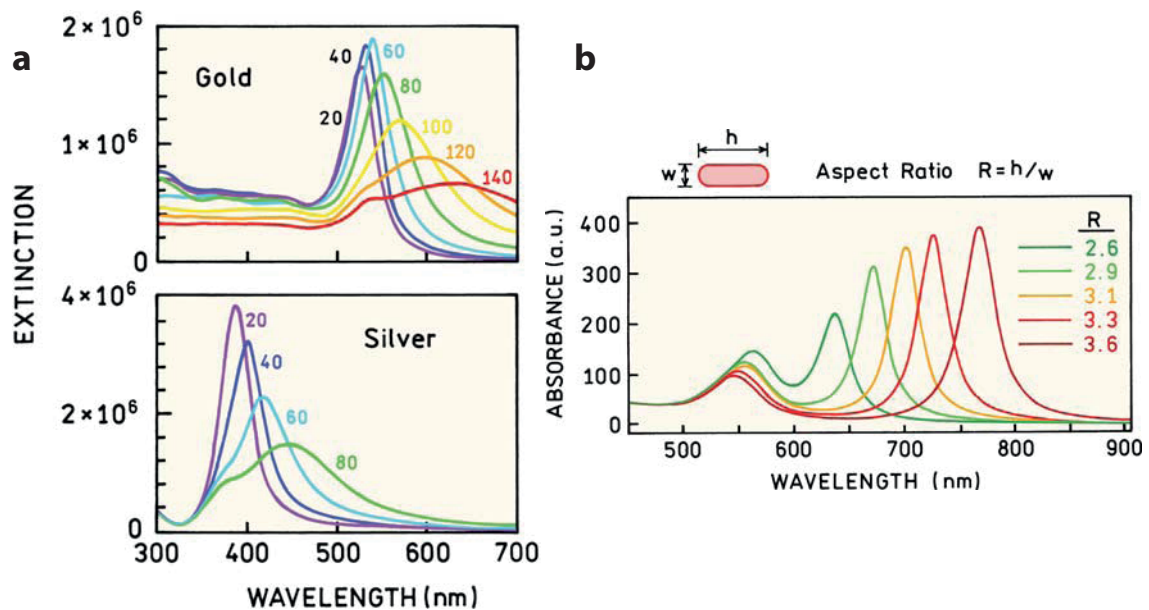 a
2 × 10⁶
1 × 10⁶
0
Gold
40
60
80
20
100
120
140
EXTINCTION
4 × 10⁶
2 × 10⁶
0
20
40
60
80
Silver
300 400 500 600 700
WAVELENGTH (nm)
b
h
w
Aspect Ratio R = h/w
ABSORBANCE (a.u.)
400
300
200
100
0
R
2.6
2.9
3.1
3.3
3.6
500 600 700 800 900
WAVELENGTH (nm)